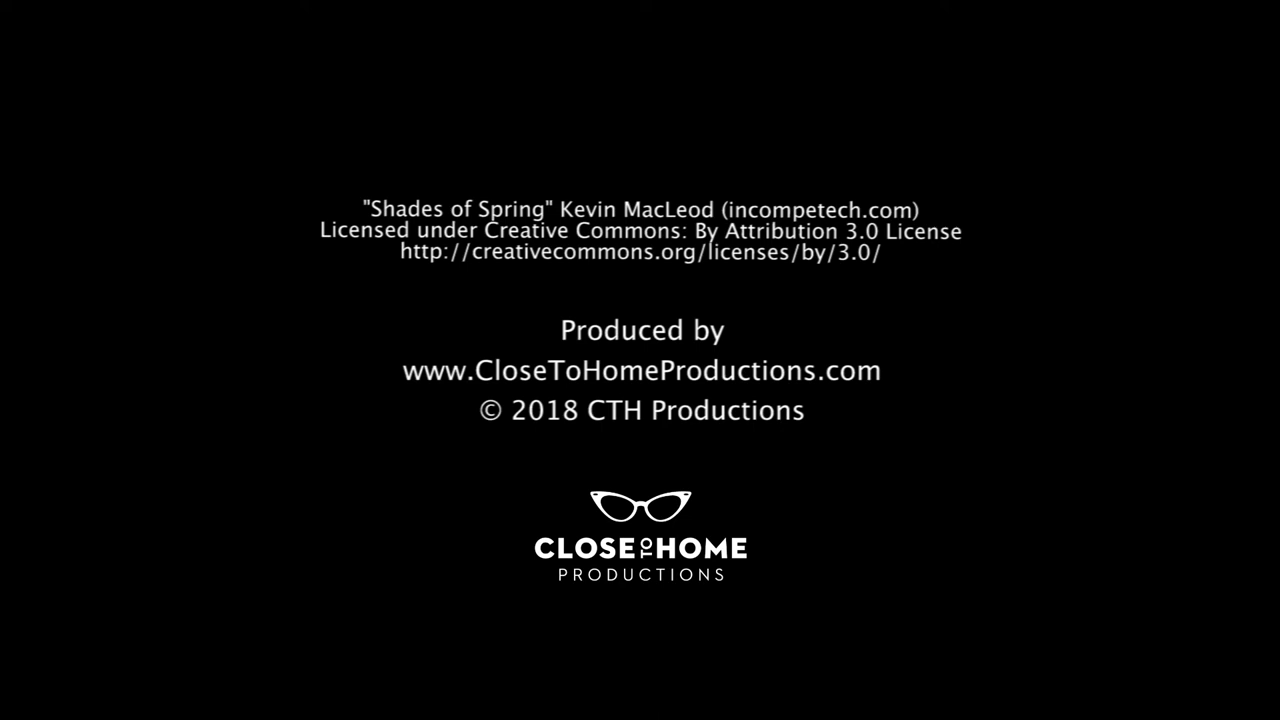 "Shades of Spring" Kevin MacLeod (incompetech.com)
Licensed under Creative Commons: By Attribution 3.0 License
http://creativecommons.org/licenses/by/3.0/
Produced by
www.CloseToHomeProductions.com
© 2018 CTH Productions
CLOSE TO HOME
PRODUCTIONS